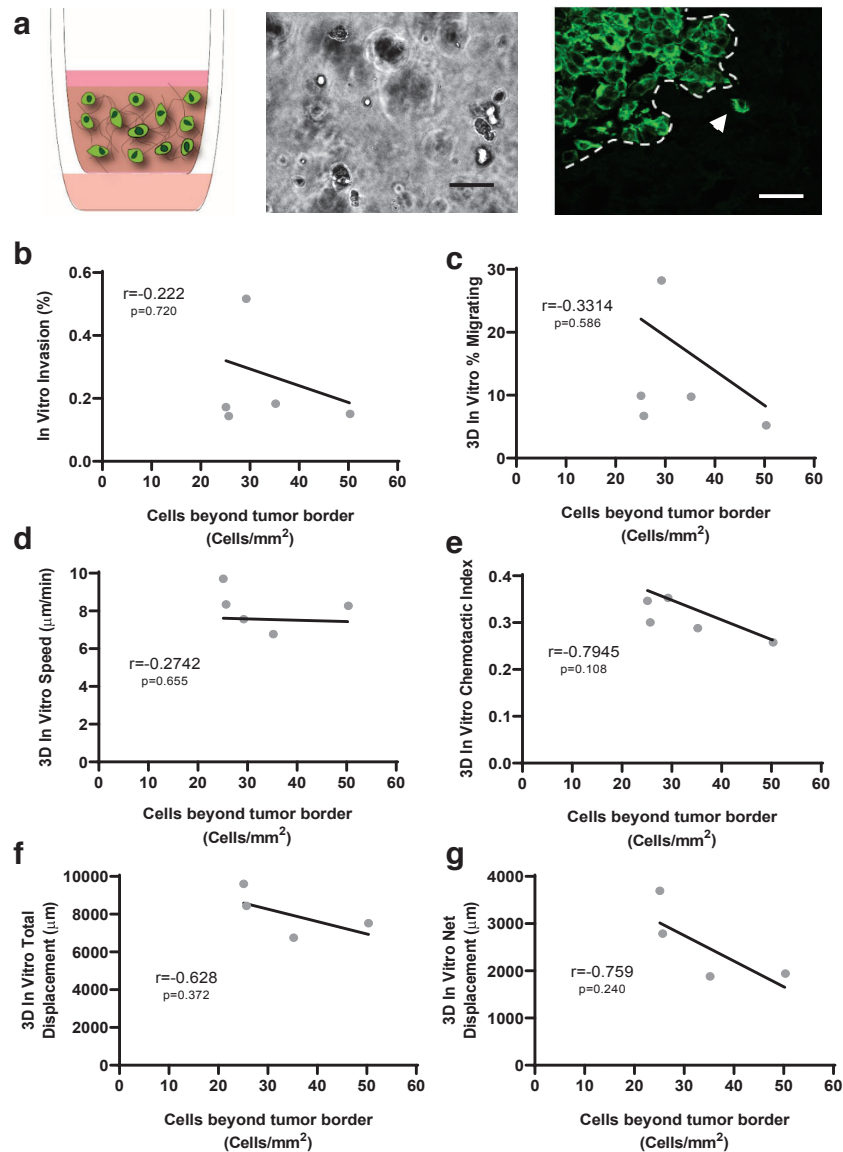 a
b
0.6
0.4
0.2
0.0
In Vitro Invasion (%)
r=-0.222
p=0.720
0 10 20 30 40 50 60
Cells beyond tumor border
(Cells/mm²)
c
30
20
10
0
3D In Vitro % Migrating
r=-0.3314
p=0.586
0 10 20 30 40 50 60
Cells beyond tumor border
(Cells/mm²)
d
10
8
6
4
2
0
3D In Vitro Speed (μm/min)
r=-0.2742
p=0.655
0 10 20 30 40 50 60
Cells beyond tumor border
(Cells/mm²)
e
0.4
0.3
0.2
0.1
0.0
3D In Vitro Chemotactic Index
r=-0.7945
p=0.108
0 10 20 30 40 50 60
Cells beyond tumor border
(Cells/mm²)
f
10000
8000
6000
4000
2000
0
3D In Vitro Total
Displacement (μm)
r=-0.628
p=0.372
0 10 20 30 40 50 60
Cells beyond tumor border
(Cells/mm²)
g
4000
3000
2000
1000
0
3D In Vitro Net
Displacement (μm)
r=-0.759
p=0.240
0 10 20 30 40 50 60
Cells beyond tumor border
(Cells/mm²)